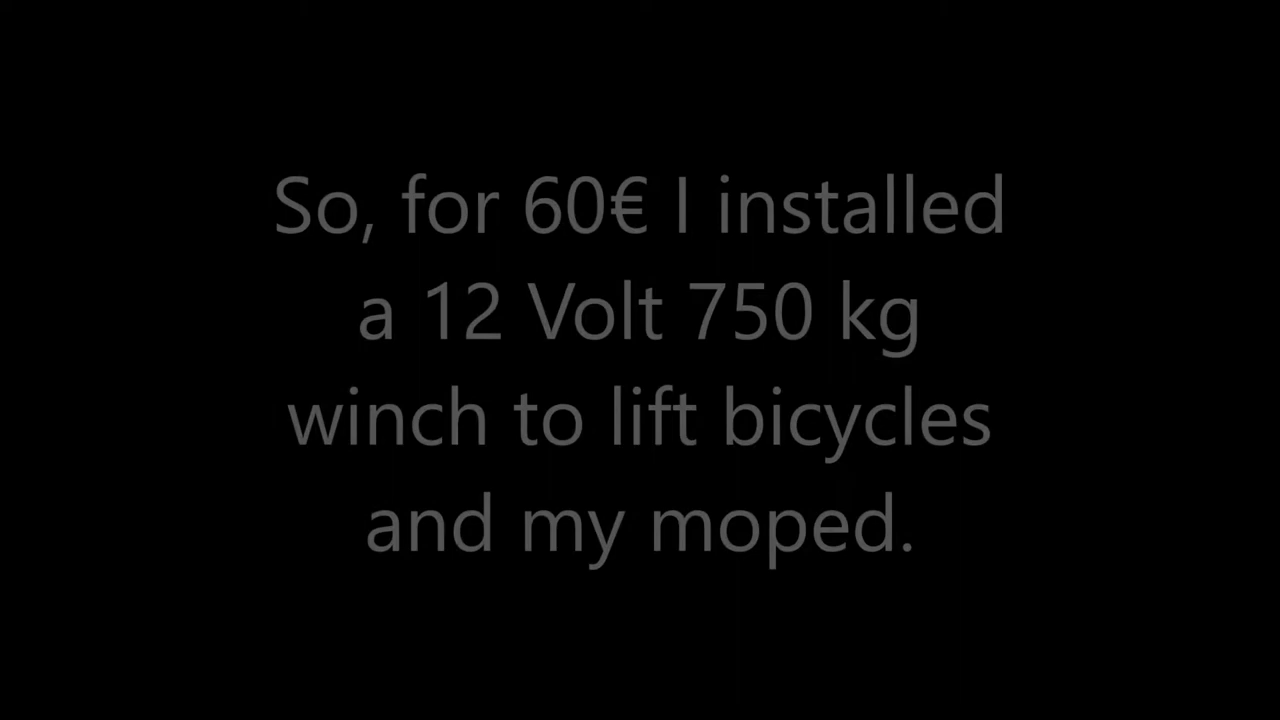 So, for 60€ I installed
a 12 Volt 750 kg
winch to lift bicycles
and my moped.